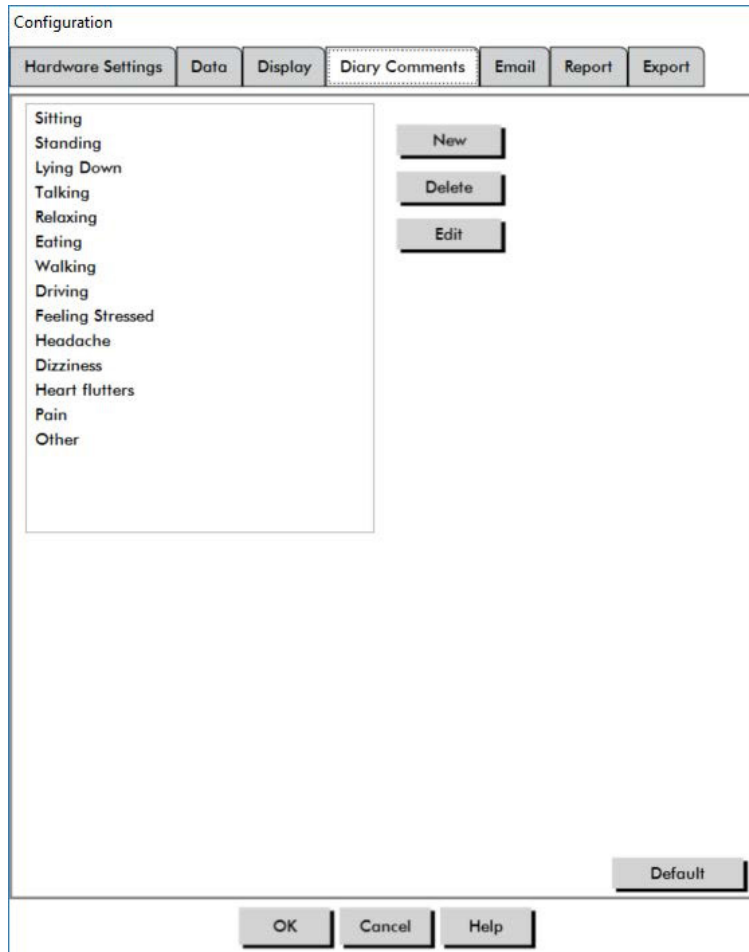 Configuration
Hardware Settings Data Display Diary Comments Email Report Export
Sitting
Standing
Lying Down
Talking
Relaxing
Eating
Walking
Driving
Feeling Stressed
Headache
Dizziness
Heart flutters
Pain
Other
New
Delete
Edit
Default
OK Cancel Help